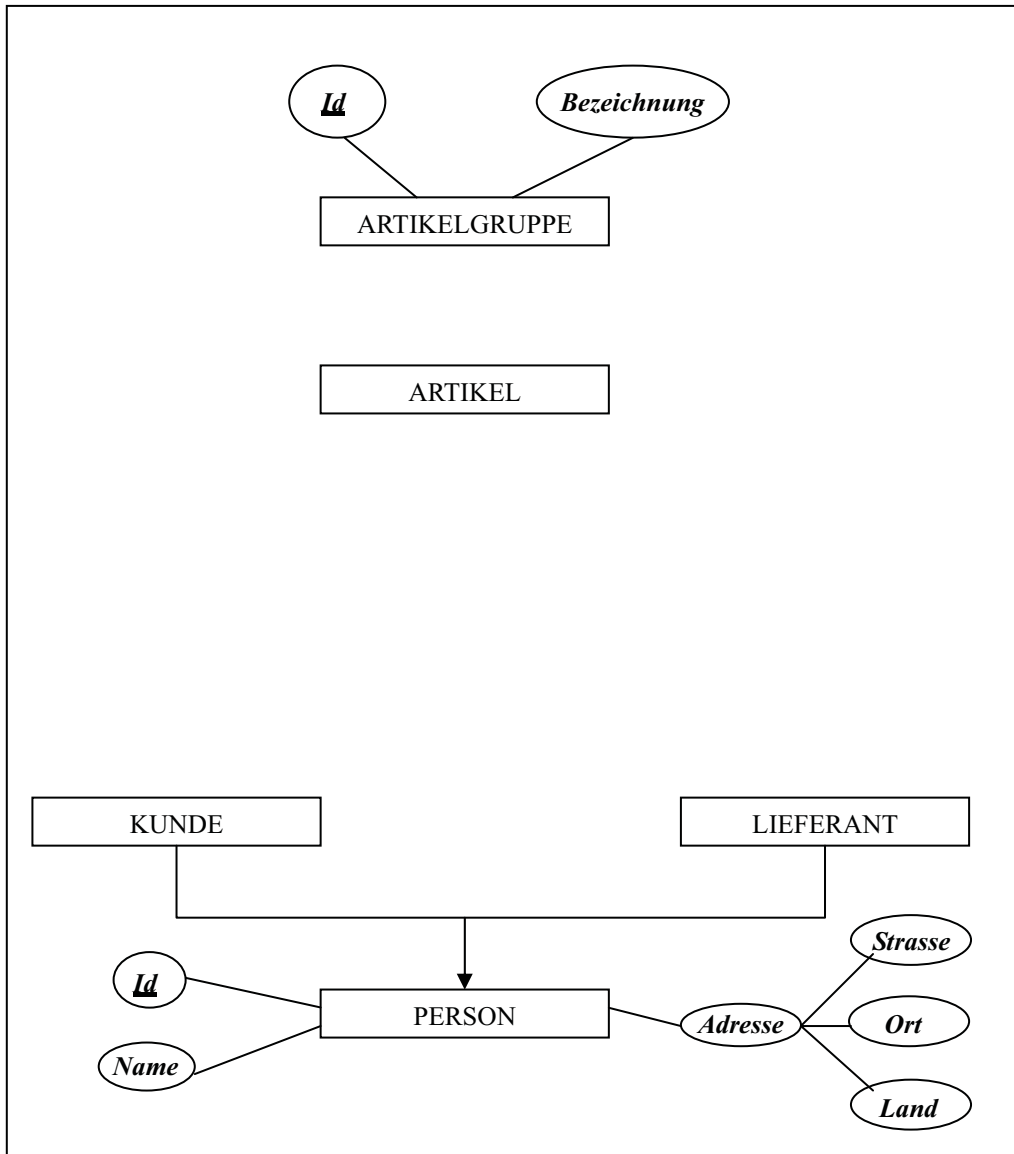 Id
Bezeichnung
ARTIKELGRUPPE
ARTIKEL
KUNDE
LIEFERANT
Strasse
Id
PERSON
Adresse
Ort
Name
Land